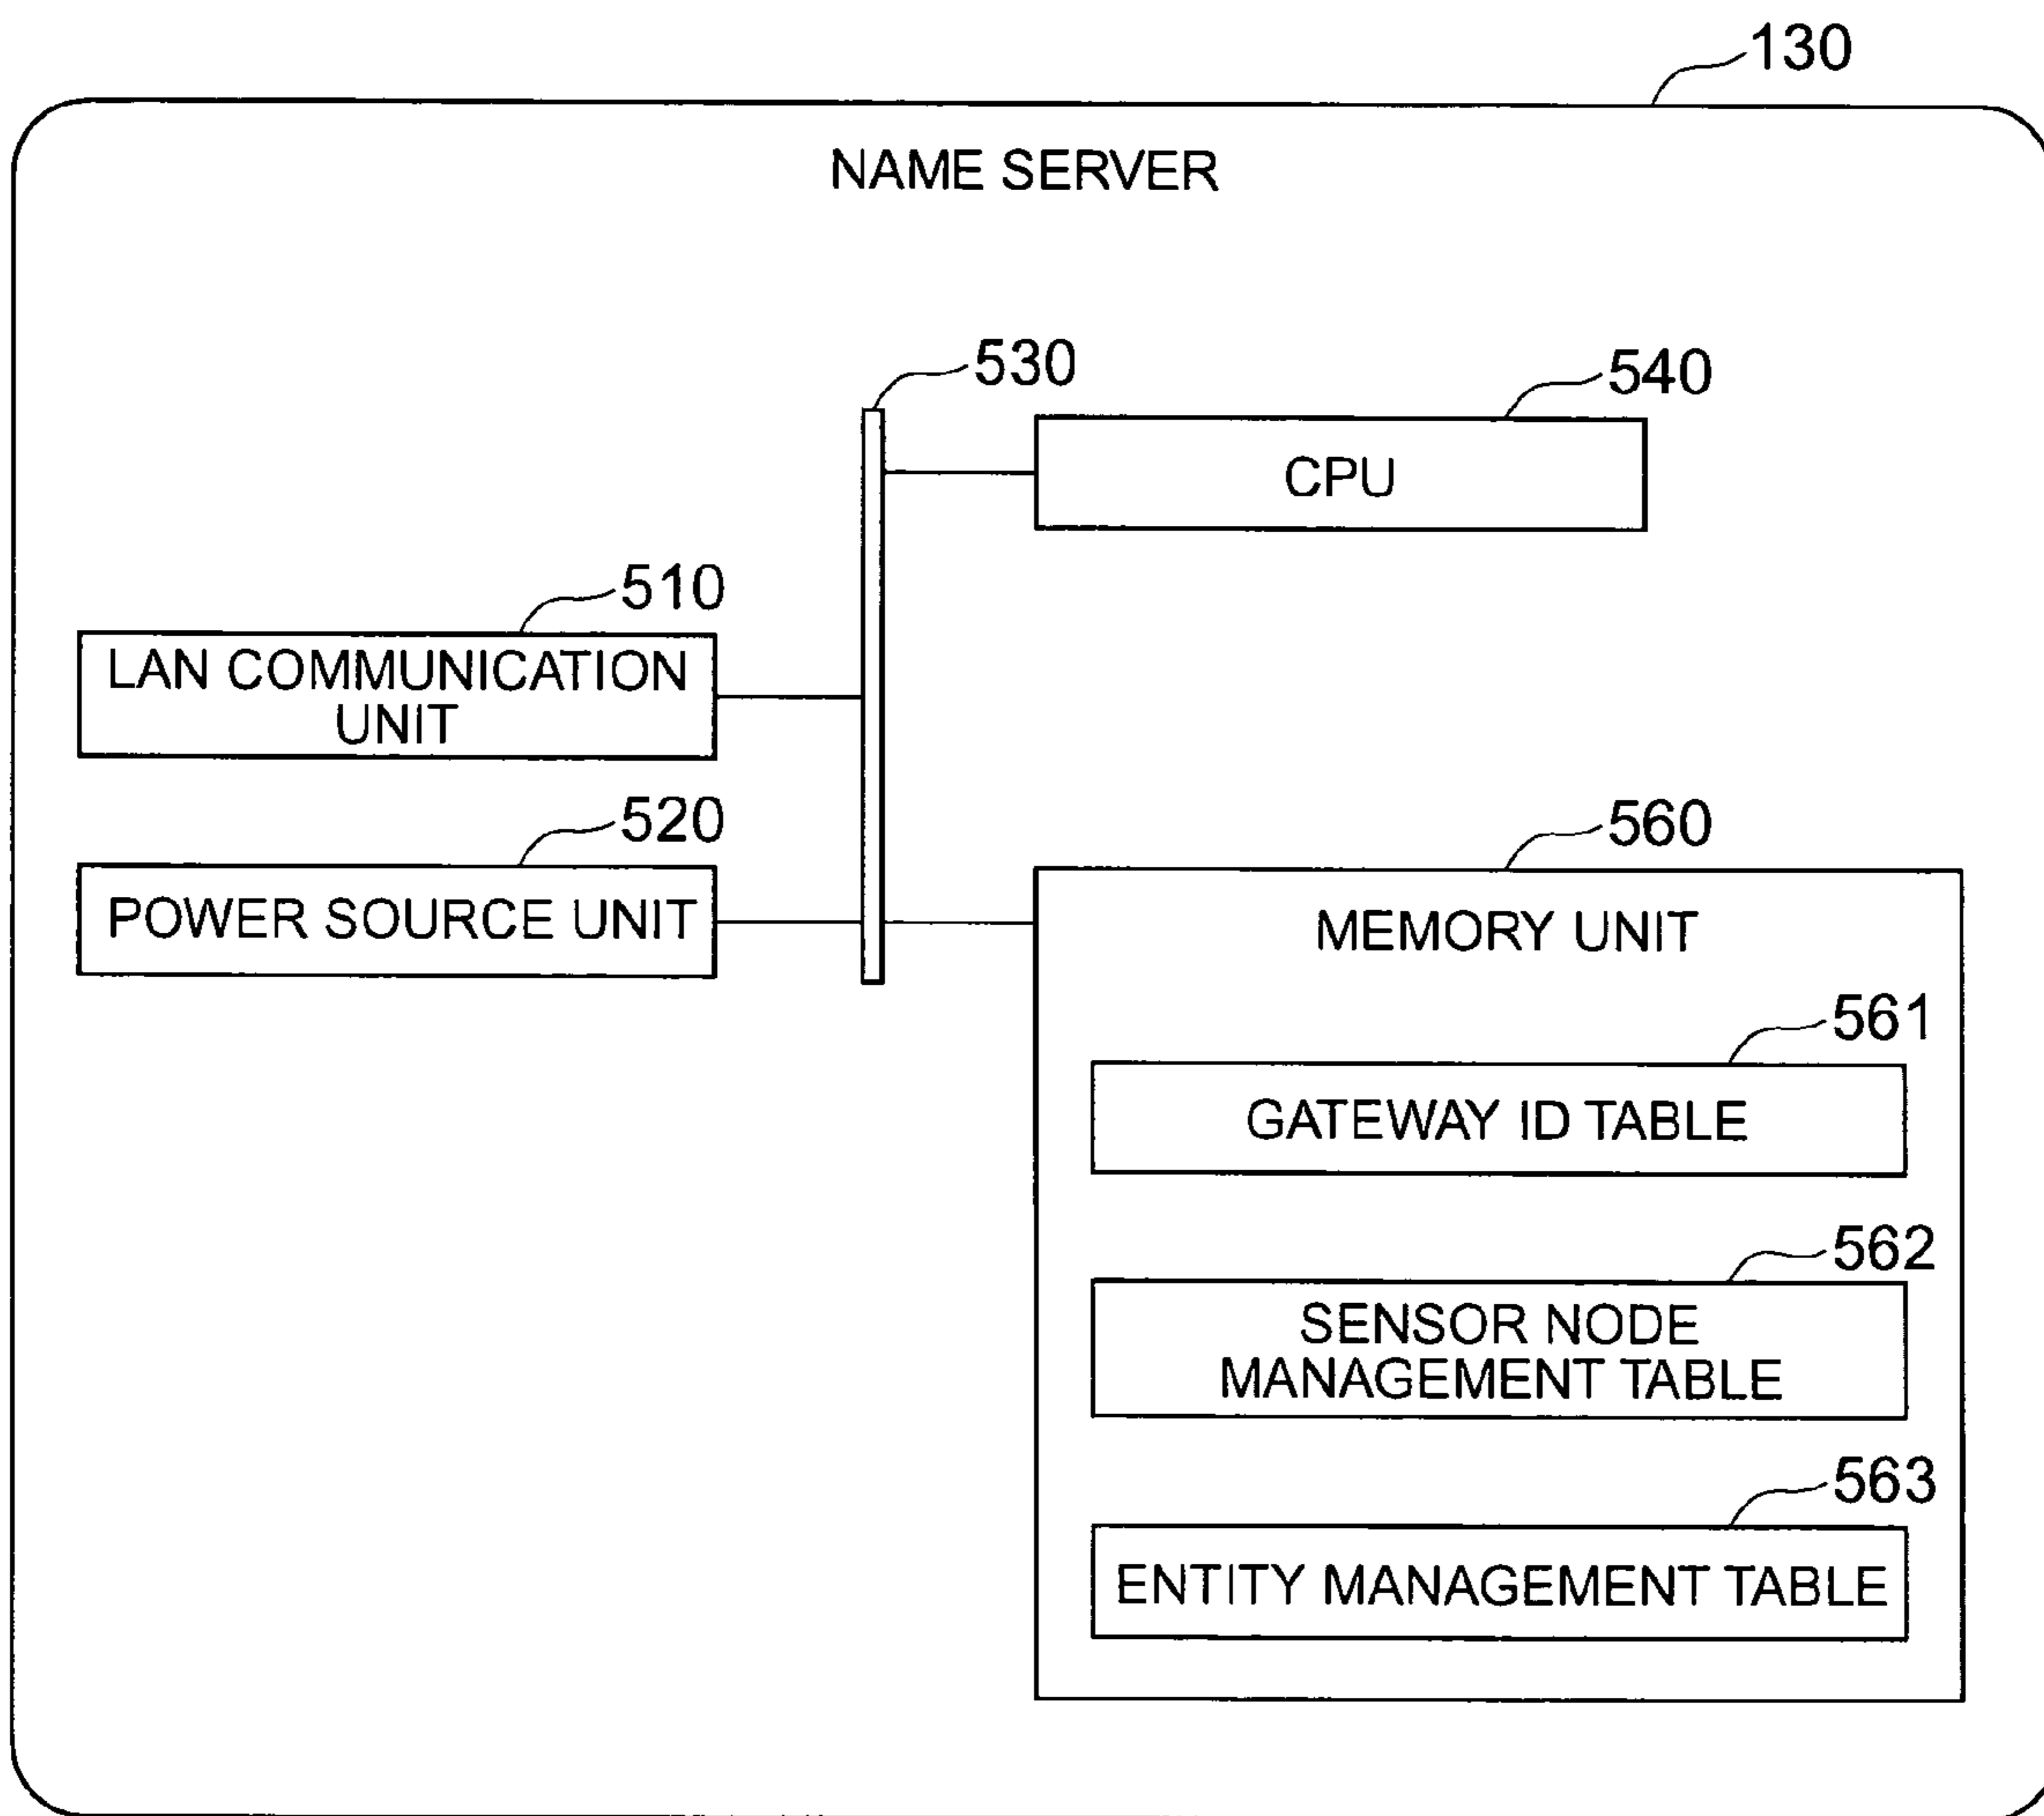 130
NAME SERVER
530
540
CPU
510
LAN COMMUNICATION
UNIT
520
POWER SOURCE UNIT
560
MEMORY UNIT
561
GATEWAY ID TABLE
562
SENSOR NODE
MANAGEMENT TABLE
563
ENTITY MANAGEMENT TABLE